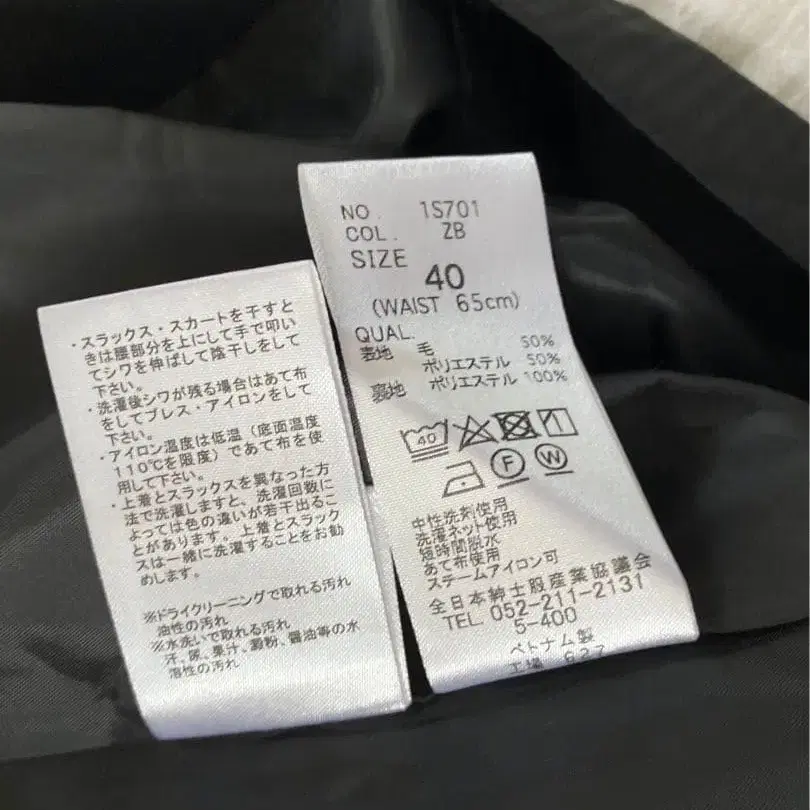 ・スラックス・スカートを干すと
きは腰部分を上にして手で叩い
てシワを伸ばして陰干しをして
下さい。
・洗濯後シワが残る場合はあて布
をしてプレス・アイロンをして
下さい。
・アイロン温度は低温（底面温度
110℃を限度）であて布を使
用して下さい。
・上着とスラックスを異なった方
法で洗濯しますと、洗濯回数に
よっては色の違いが若干出るこ
とがあります。上着とスラック
スは一緒に洗濯することをお勧
めします。
※ドライクリーニングで取れる汚れ
油性の汚れ
※水洗いで取れる汚れ
汗、尿、果汁、澱粉、醤油等の水
溶性の汚れ
NO. 1S701
COL. ZB
SIZE 40
(WAIST 65cm)
QUAL.
表地 毛 50%
ポリエステル 50%
裏地 ポリエステル 100%
40
F W
中性洗剤使用
洗濯ネット使用
短時間脱水
あて布使用
スチームアイロン可
全日本紳士服産業協議会
TEL 052-211-2131
5-400
ベトナム製
工場 627